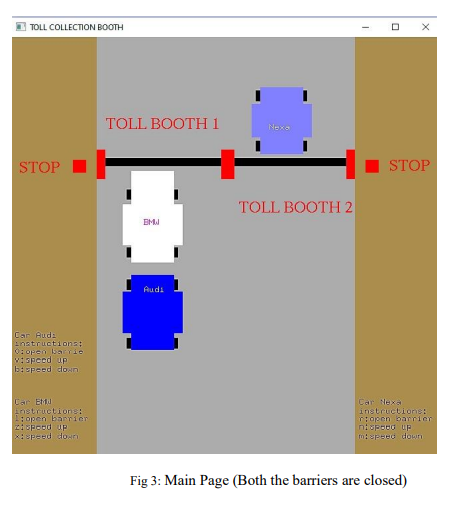 TOLL COLLECTION BOOTH
Nexa
TOLL BOOTH 1
STOP
STOP
TOLL BOOTH 2
BMW
Audi
Car Audi
instructions:
O:open barrie
v:speed up
b:speed down
Car BMW
instructions:
l:open barrier
z:speed up
x:speed down
Car Nexa
instructions:
r:open barrier
n:speed up
m:speed down
Fig 3: Main Page (Both the barriers are closed)